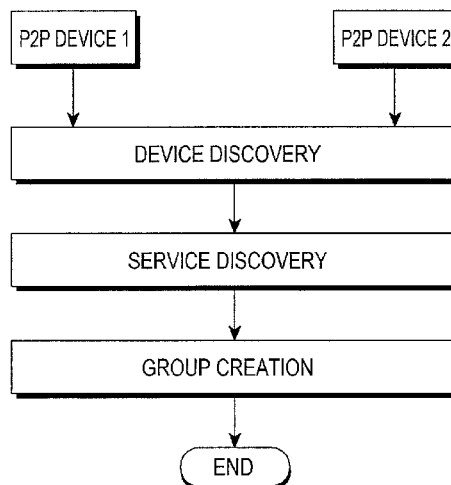 P2P DEVICE 1
P2P DEVICE 2
DEVICE DISCOVERY
SERVICE DISCOVERY
GROUP CREATION
END